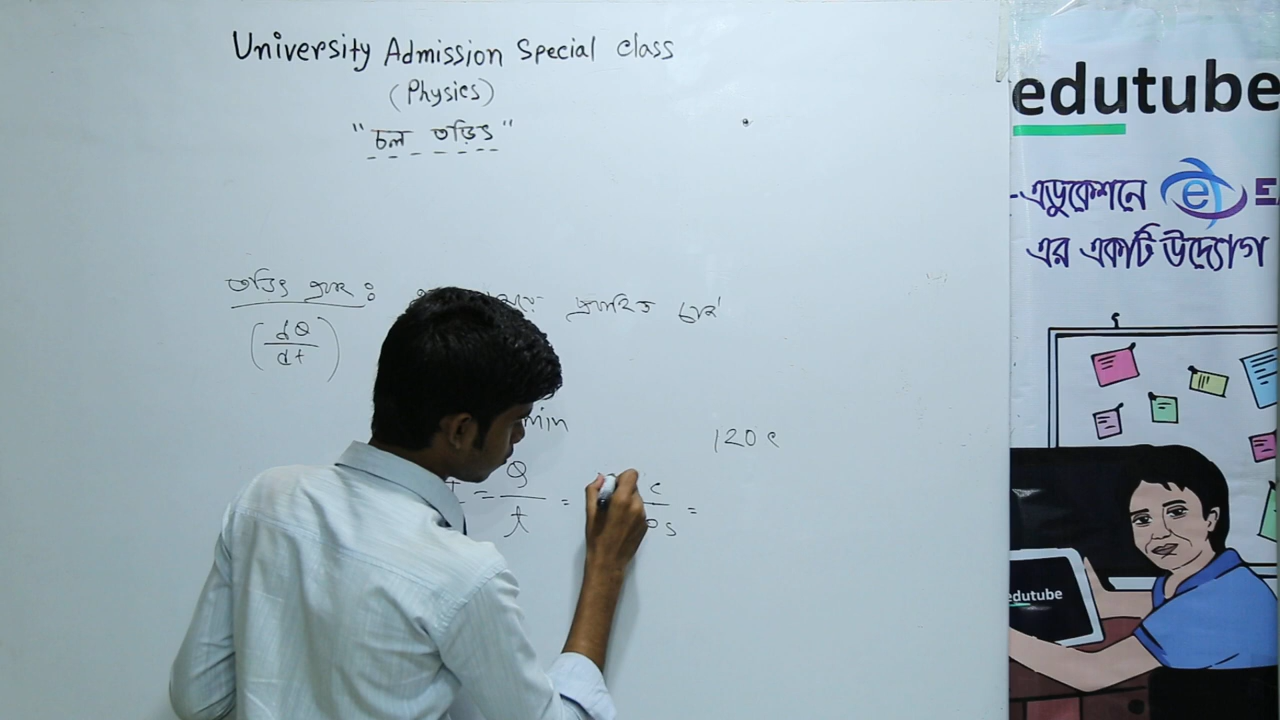 University Admission Special class
(Physics)
"চল তড়িৎ"
তড়িৎ প্রবাহ :
প্রবাহিত চার্জ
(dQ/dt)
min
120 c
= Q/t =
c
s =
edutube
-এডুকেশনে
এর একটি উদ্যোগ
edutube